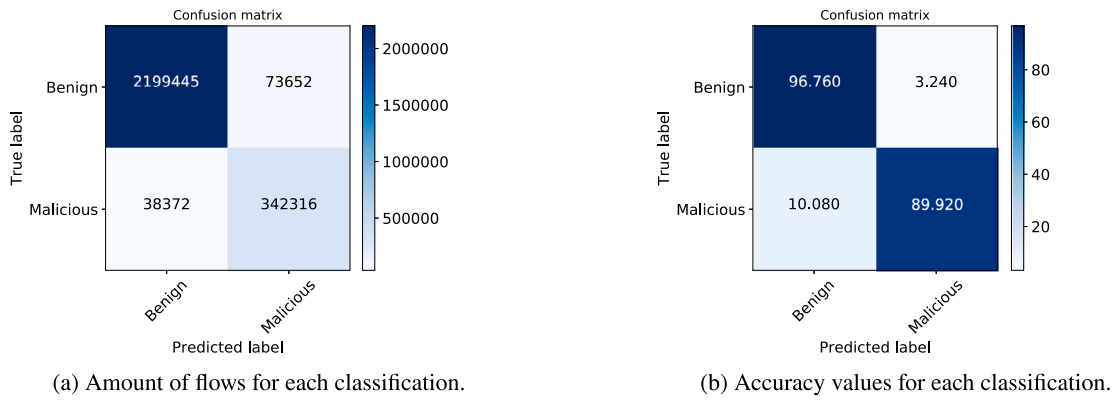 Confusion matrix
Benign
Malicious
True label
2199445 73652
38372 342316
2000000
1500000
1000000
500000
Benign Malicious
Predicted label
(a) Amount of flows for each classification.
Confusion matrix
Benign
Malicious
True label
96.760 3.240
10.080 89.920
80
60
40
20
Benign Malicious
Predicted label
(b) Accuracy values for each classification.